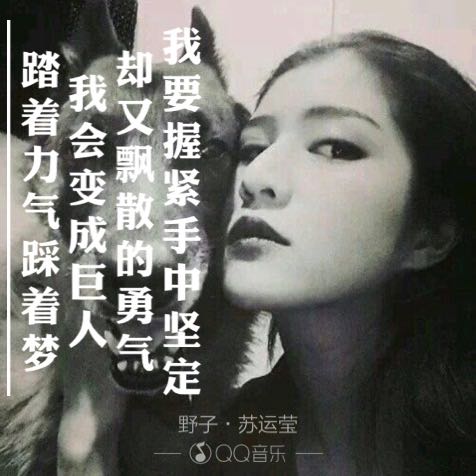 我要握紧手中坚定
却又飘散的勇气
我会变成巨人
踏着力气踩着梦
野子·苏运莹
QQ音乐